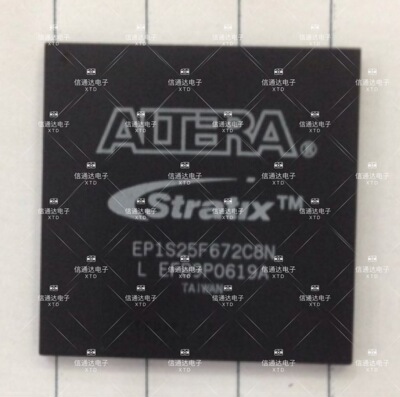 ALTERA®
Stratix™
EP1S25F672C8N
TAIWAN
信通达电子
XTD